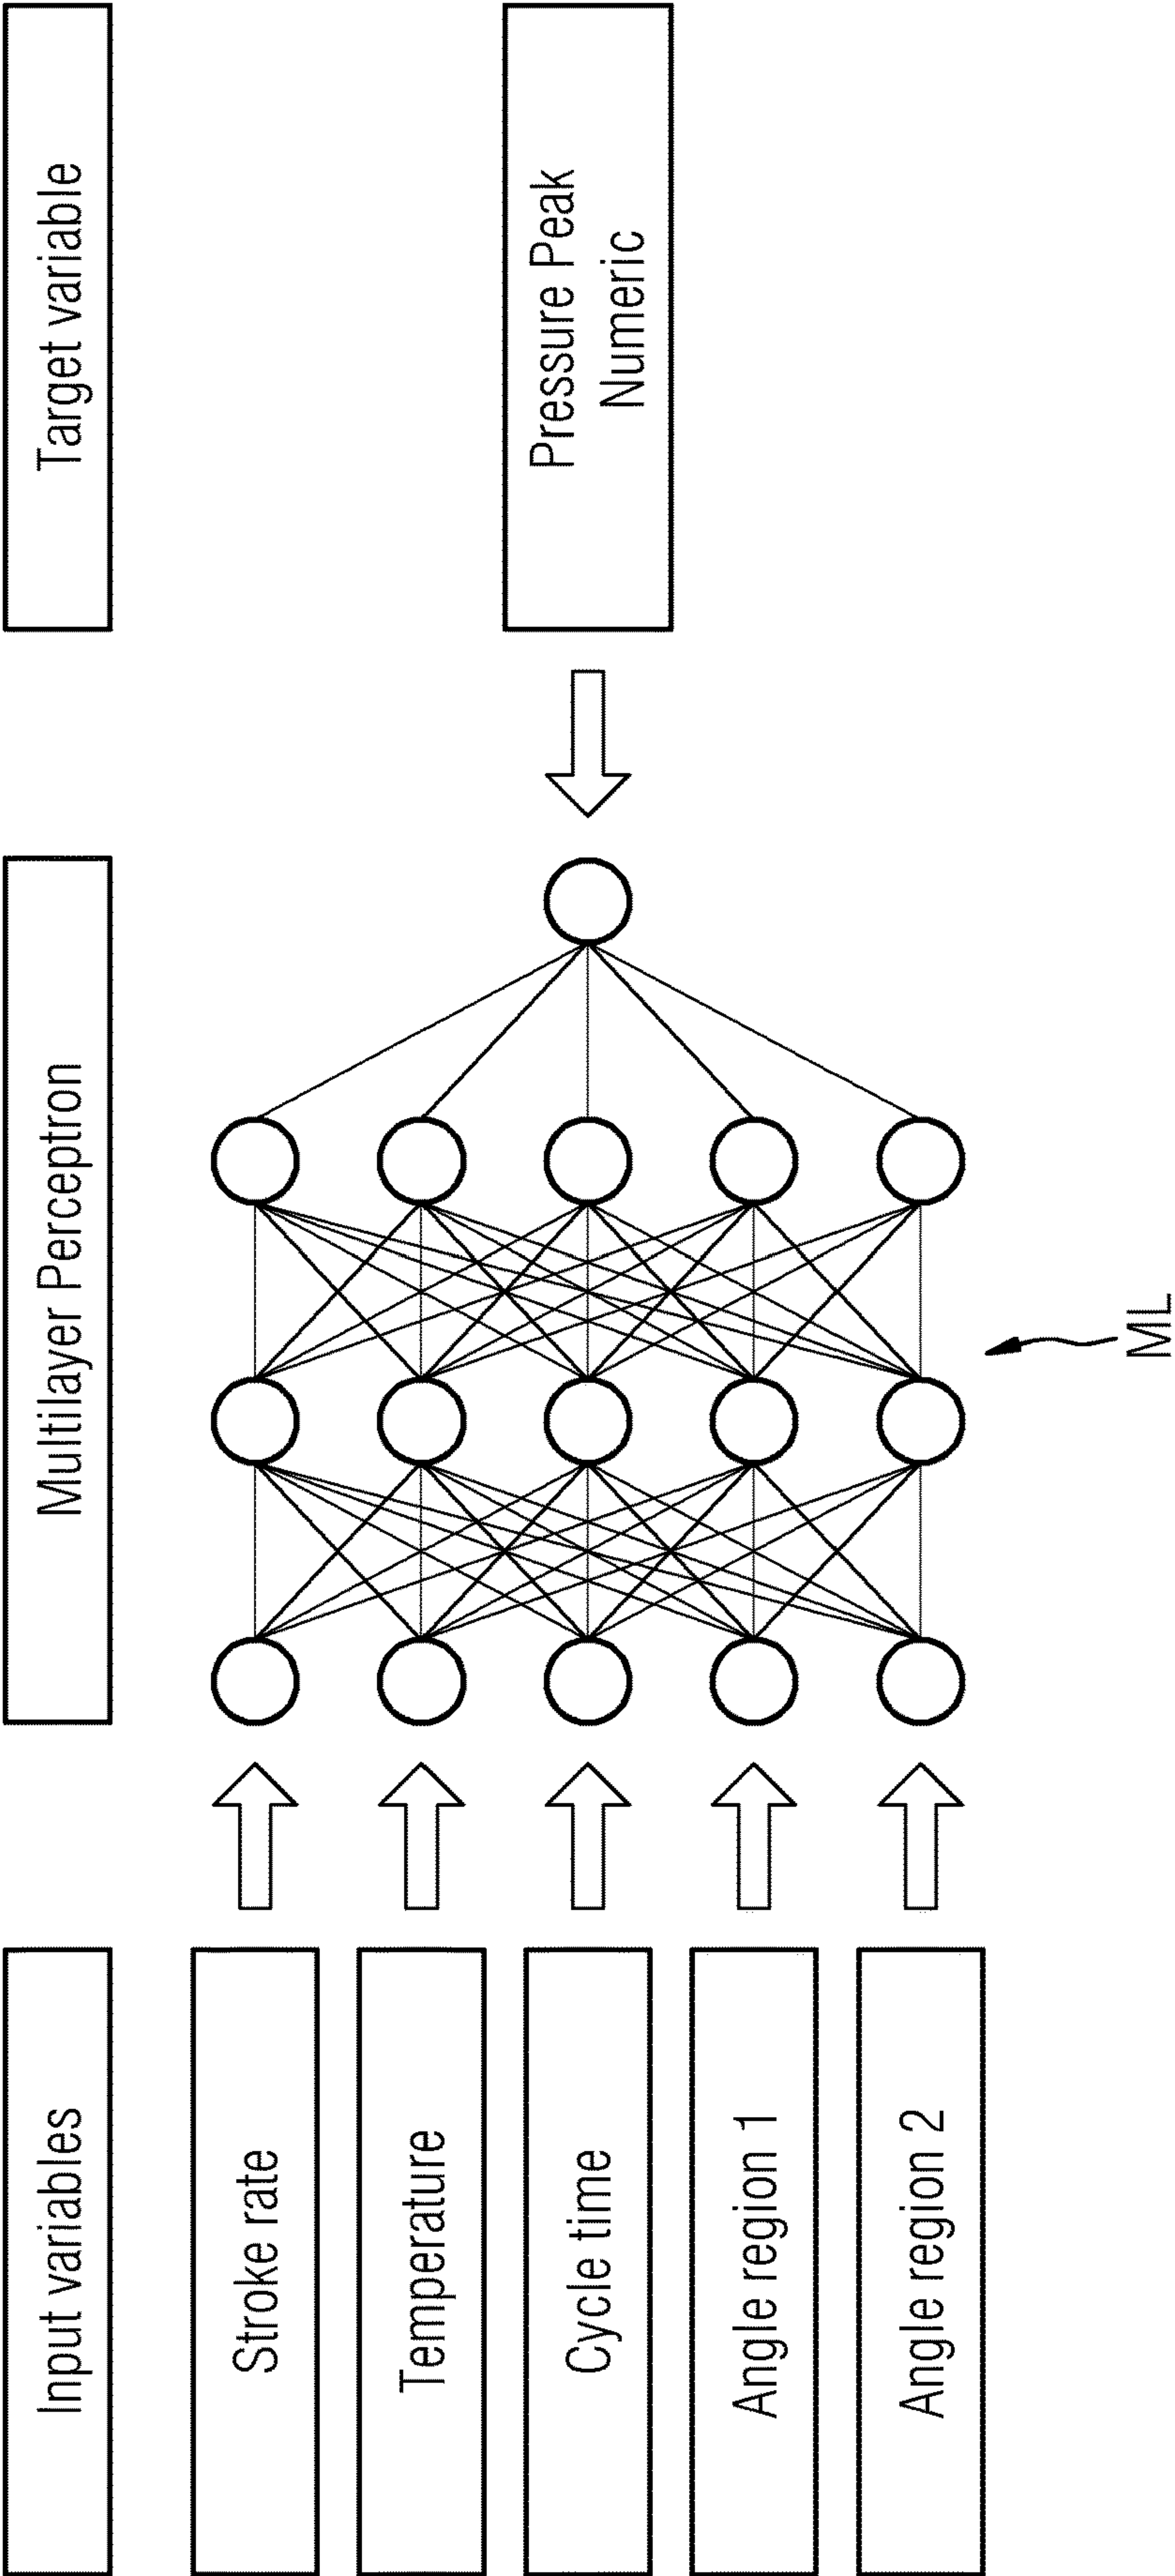 Input variables
Multilayer Perceptron
Target variable
Stroke rate
Temperature
Cycle time
Angle region 1
Angle region 2
Pressure Peak
Numeric
ML